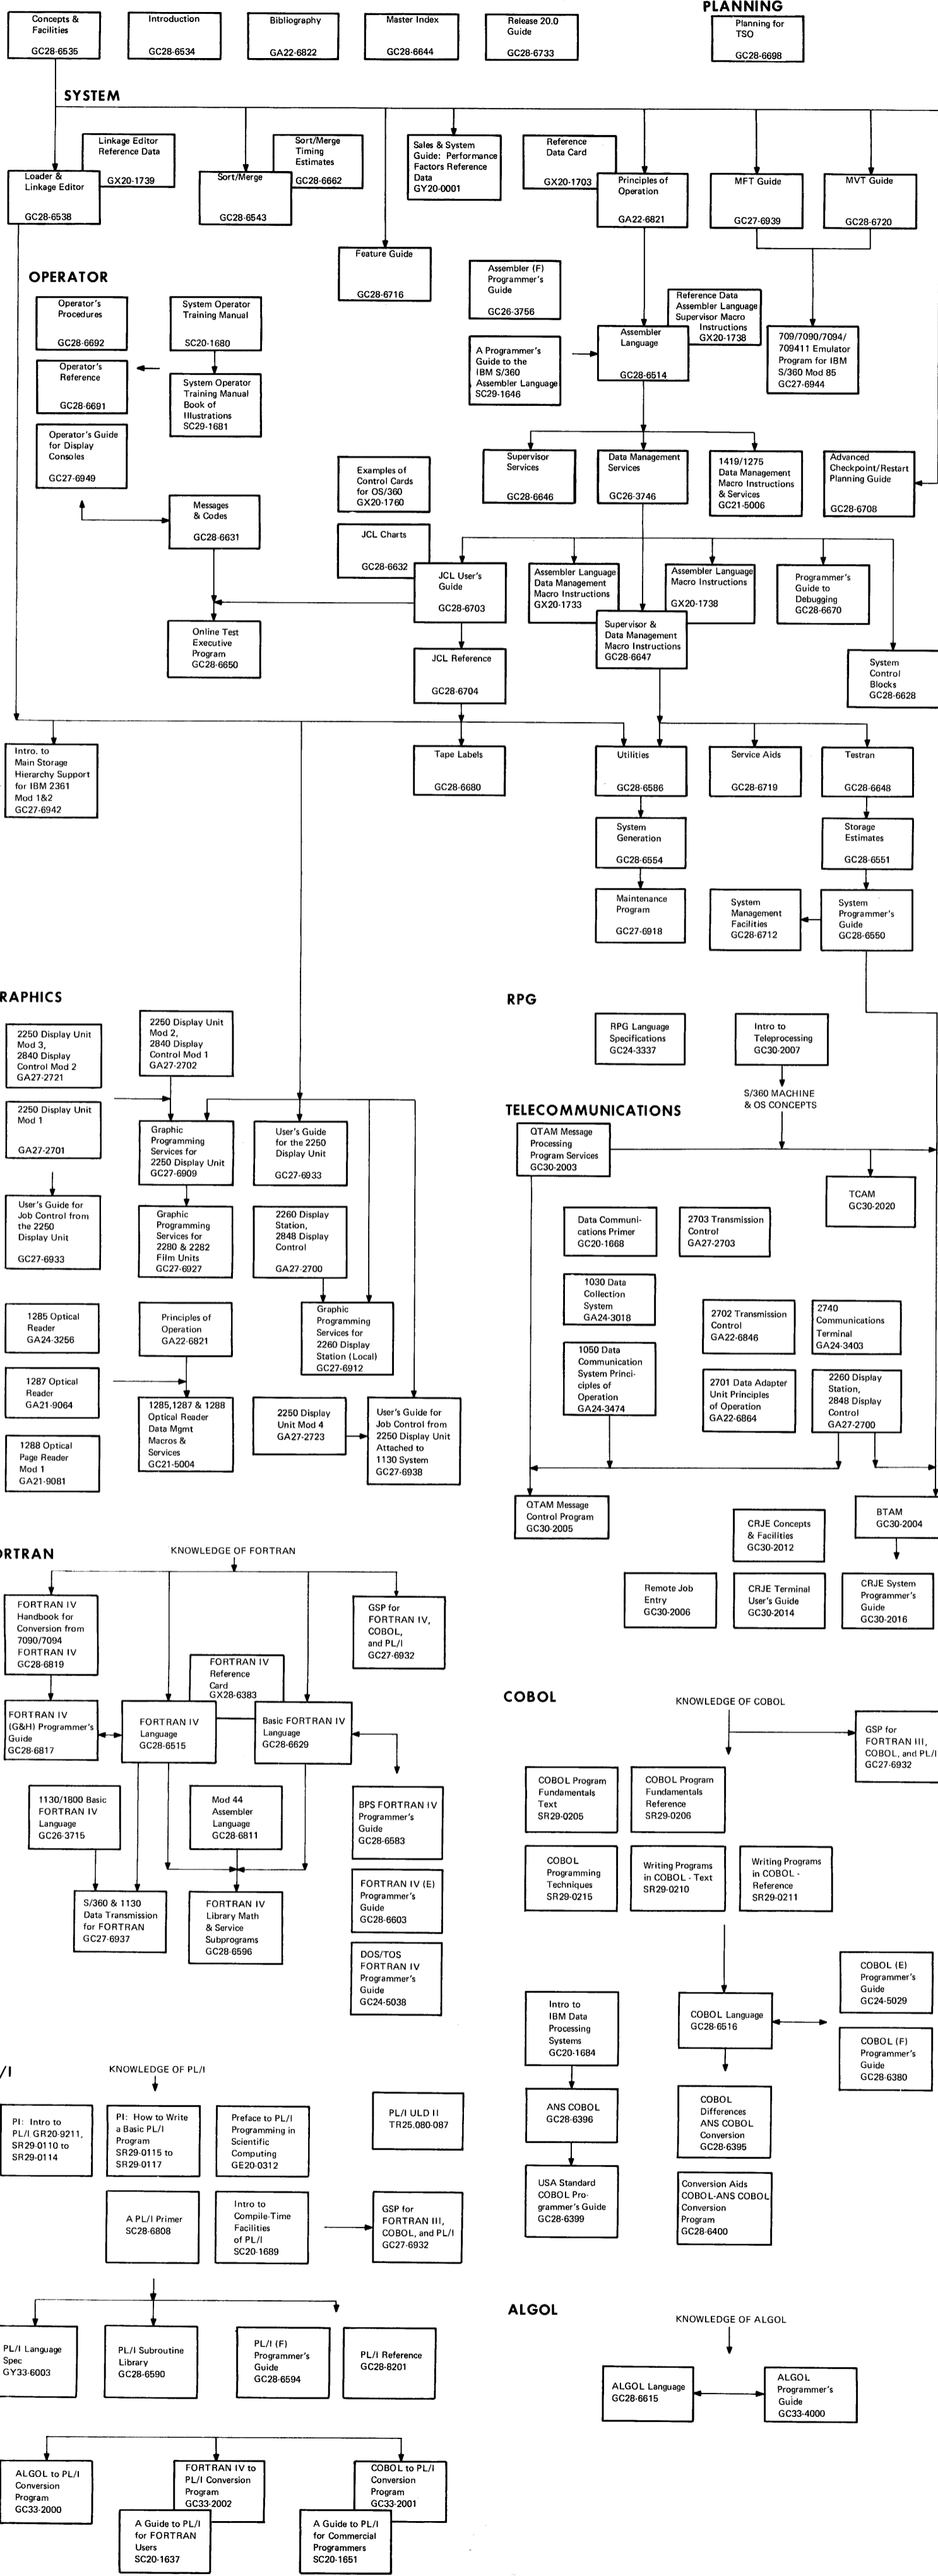 PLANNING
Concepts &
Facilities
GC28-6535
Introduction
GC28-6534
Bibliography
GA22-6822
Master Index
GC28-6644
Release 20.0
Guide
GC28-6733
Planning for
TSO
GC28-6698
SYSTEM
Loader &
Linkage Editor
GC28-6538
Linkage Editor
Reference Data
GX20-1739
Sort/Merge
GC28-6543
Sort/Merge
Timing
Estimates
GC28-6662
Sales & System
Guide: Performance
Factors Reference
Data
GY20-0001
Reference
Data Card
GX20-1703
Principles of
Operation
GA22-6821
MFT Guide
GC27-6939
MVT Guide
GC28-6720
Feature Guide
GC28-6716
OPERATOR
Operator's
Procedures
GC28-6692
System Operator
Training Manual
SC20-1680
Operator's
Reference
GC28-6691
System Operator
Training Manual
Book of
Illustrations
SC29-1681
Operator's Guide
for Display
Consoles
GC27-6949
Messages
& Codes
GC28-6631
Online Test
Executive
Program
GC28-6650
Assembler (F)
Programmer's
Guide
GC26-3756
A Programmer's
Guide to the
IBM S/360
Assembler Language
SC29-1646
Assembler
Language
GC28-6514
Reference Data
Assembler Language
Supervisor Macro
Instructions
GX20-1738
709/7090/7094/
709411 Emulator
Program for IBM
S/360 Mod 85
GC27-6944
Supervisor
Services
GC28-6646
Data Management
Services
GC26-3746
1419/1275
Data Management
Macro Instructions
& Services
GC21-5006
Advanced
Checkpoint/Restart
Planning Guide
GC28-6708
Examples of
Control Cards
for OS/360
GX20-1760
JCL Charts
GC28-6632
JCL User's
Guide
GC28-6703
JCL Reference
GC28-6704
Assembler Language
Data Management
Macro Instructions
GX20-1733
Assembler Language
Macro Instructions
GX20-1738
Supervisor &
Data Management
Macro Instructions
GC28-6647
Programmer's
Guide to
Debugging
GC28-6670
System
Control
Blocks
GC28-6628
Intro. to
Main Storage
Hierarchy Support
for IBM 2361
Mod 1&2
GC27-6942
Tape Labels
GC28-6680
Utilities
GC28-6586
Service Aids
GC28-6719
Testran
GC28-6648
System
Generation
GC28-6554
Storage
Estimates
GC28-6551
Maintenance
Program
GC27-6918
System
Management
Facilities
GC28-6712
System
Programmer's
Guide
GC28-6550
RAPHICS
2250 Display Unit
Mod 3,
2840 Display
Control Mod 2
GA27-2721
2250 Display Unit
Mod 2,
2840 Display
Control Mod 1
GA27-2702
2250 Display Unit
Mod 1
GA27-2701
Graphic
Programming
Services for
2250 Display Unit
GC27-6909
User's Guide
for the 2250
Display Unit
GC27-6933
User's Guide for
Job Control from
the 2250
Display Unit
GC27-6933
Graphic
Programming
Services for
2280 & 2282
Film Units
GC27-6927
2260 Display
Station,
2848 Display
Control
GA27-2700
1285 Optical
Reader
GA24-3256
Principles of
Operation
GA22-6821
Graphic
Programming
Services for
2260 Display
Station (Local)
GC27-6912
1287 Optical
Reader
GA21-9064
1285,1287 & 1288
Optical Reader
Data Mgmt
Macros &
Services
GC21-5004
2250 Display
Unit Mod 4
GA27-2723
User's Guide for
Job Control from
2250 Display Unit
Attached to
1130 System
GC27-6938
1288 Optical
Page Reader
Mod 1
GA21-9081
RPG
RPG Language
Specifications
GC24-3337
Intro to
Teleprocessing
GC30-2007
S/360 MACHINE
& OS CONCEPTS
TELECOMMUNICATIONS
QTAM Message
Processing
Program Services
GC30-2003
TCAM
GC30-2020
Data Communi-
cations Primer
GC20-1668
2703 Transmission
Control
GA27-2703
1030 Data
Collection
System
GA24-3018
2702 Transmission
Control
GA22-6846
2740
Communications
Terminal
GA24-3403
1050 Data
Communication
System Princi-
ciples of
Operation
GA24-3474
2701 Data Adapter
Unit Principles
of Operation
GA22-6864
2260 Display
Station,
2848 Display
Control
GA27-2700
QTAM Message
Control Program
GC30-2005
BTAM
GC30-2004
CRJE Concepts
& Facilities
GC30-2012
Remote Job
Entry
GC30-2006
CRJE Terminal
User's Guide
GC30-2014
CRJE System
Programmer's
Guide
GC30-2016
ORTRAN
KNOWLEDGE OF FORTRAN
FORTRAN IV
Handbook for
Conversion from
7090/7094
FORTRAN IV
GC28-6819
GSP for
FORTRAN IV,
COBOL,
and PL/I
GC27-6932
FORTRAN IV
Reference
Card
GX28-6383
FORTRAN IV
(G&H) Programmer's
Guide
GC28-6817
FORTRAN IV
Language
GC28-6515
Basic FORTRAN IV
Language
GC28-6629
1130/1800 Basic
FORTRAN IV
Language
GC26-3715
Mod 44
Assembler
Language
GC28-6811
BPS FORTRAN IV
Programmer's
Guide
GC28-6583
S/360 & 1130
Data Transmission
for FORTRAN
GC27-6937
FORTRAN IV
Library Math
& Service
Subprograms
GC28-6596
FORTRAN IV (E)
Programmer's
Guide
GC28-6603
DOS/TOS
FORTRAN IV
Programmer's
Guide
GC24-5038
COBOL
KNOWLEDGE OF COBOL
GSP for
FORTRAN III,
COBOL, and PL/I
GC27-6932
COBOL Program
Fundamentals
Text
SR29-0205
COBOL Program
Fundamentals
Reference
SR29-0206
COBOL
Programming
Techniques
SR29-0215
Writing Programs
in COBOL - Text
SR29-0210
Writing Programs
in COBOL -
Reference
SR29-0211
Intro to
IBM Data
Processing
Systems
GC20-1684
COBOL Language
GC28-6516
COBOL (E)
Programmer's
Guide
GC24-5029
COBOL (F)
Programmer's
Guide
GC28-6380
ANS COBOL
GC28-6396
COBOL
Differences
ANS COBOL
Conversion
GC28-6395
USA Standard
COBOL Pro-
grammer's Guide
GC28-6399
Conversion Aids
COBOL-ANS COBOL
Conversion
Program
GC28-6400
/I
KNOWLEDGE OF PL/I
PI: Intro to
PL/I GR20-9211,
SR29-0110 to
SR29-0114
PI: How to Write
a Basic PL/I
Program
SR29-0115 to
SR29-0117
Preface to PL/I
Programming in
Scientific
Computing
GE20-0312
PL/I ULD II
TR25.080-087
A PL/I Primer
SC28-6808
Intro to
Compile-Time
Facilities
of PL/I
SC20-1689
GSP for
FORTRAN III,
COBOL, and PL/I
GC27-6932
PL/I Language
Spec
GY33-6003
PL/I Subroutine
Library
GC28-6590
PL/I (F)
Programmer's
Guide
GC28-6594
PL/I Reference
GC28-8201
ALGOL to PL/I
Conversion
Program
GC33-2000
FORTRAN IV to
PL/I Conversion
Program
GC33-2002
COBOL to PL/I
Conversion
Program
GC33-2001
A Guide to PL/I
for FORTRAN
Users
SC20-1637
A Guide to PL/I
for Commercial
Programmers
SC20-1651
ALGOL
KNOWLEDGE OF ALGOL
ALGOL Language
GC28-6615
ALGOL
Programmer's
Guide
GC33-4000